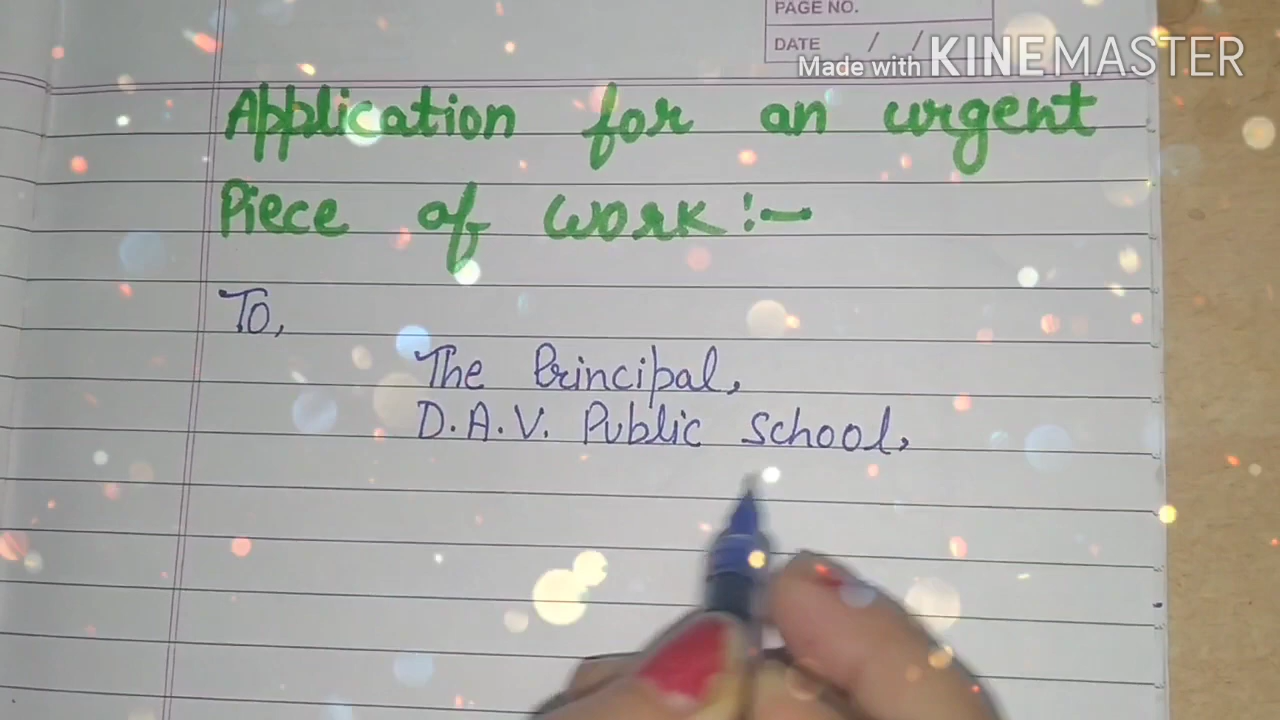 PAGE NO.
DATE / /
Made with KINEMASTER
Application for an urgent
Piece of work:-
To,
The Principal,
D.A.V. Public School,